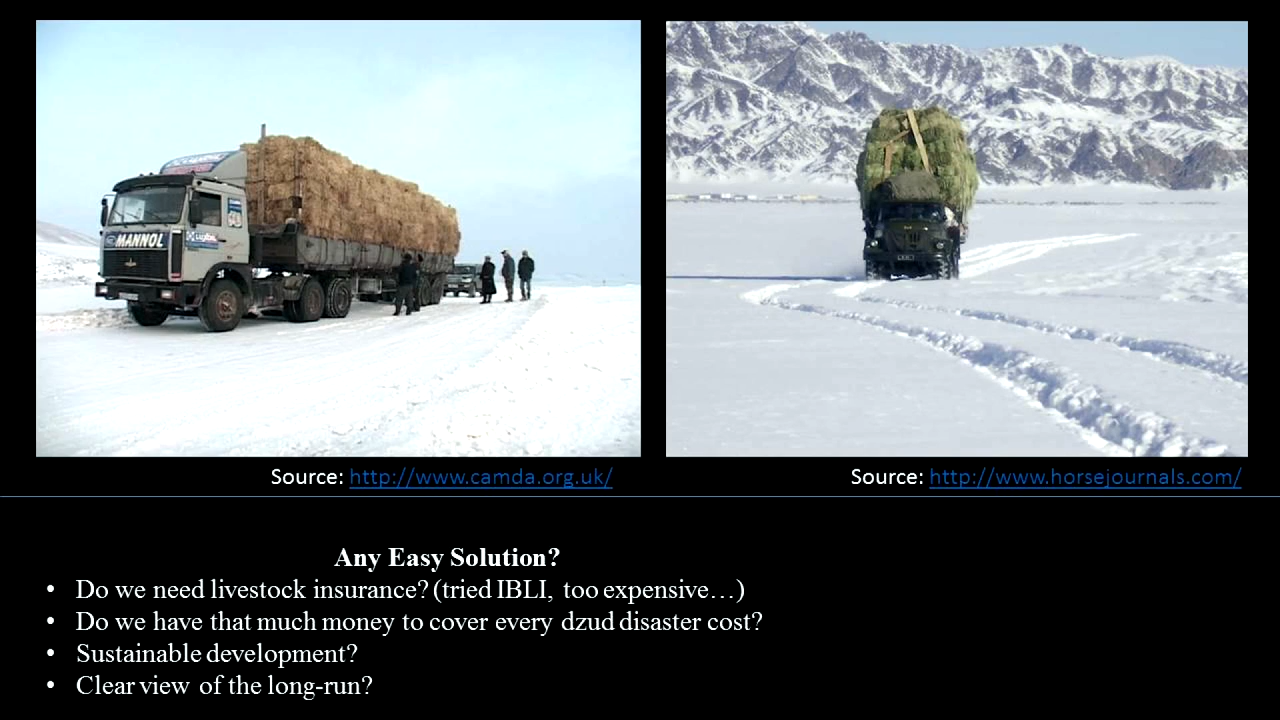 MANNOL
Source: http://www.camda.org.uk/
Source: http://www.horsejournals.com/
Any Easy Solution?
• Do we need livestock insurance? (tried IBLI, too expensive…)
• Do we have that much money to cover every dzud disaster cost?
• Sustainable development?
• Clear view of the long-run?